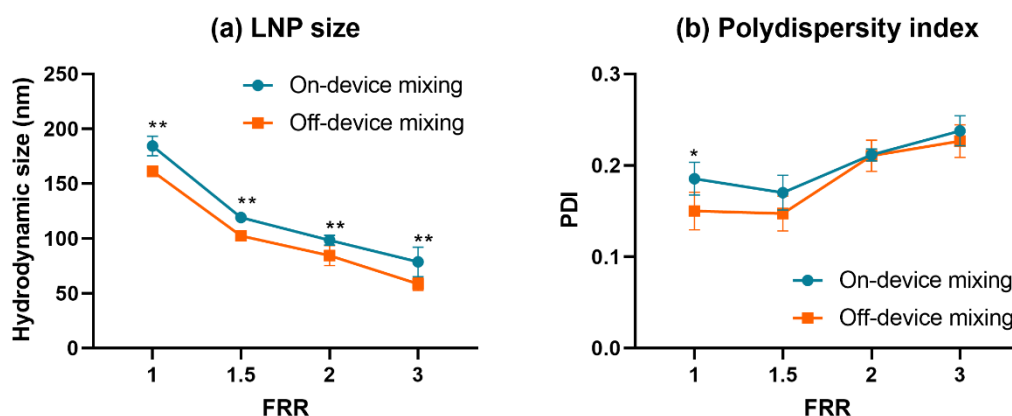 (a) LNP size
Hydrodynamic size (nm)
250
200
150
100
50
0
On-device mixing
Off-device mixing
**
**
**
**
1
1.5
2
3
FRR
(b) Polydispersity index
PDI
0.3
0.2
0.1
0.0
*
On-device mixing
Off-device mixing
1
1.5
2
3
FRR